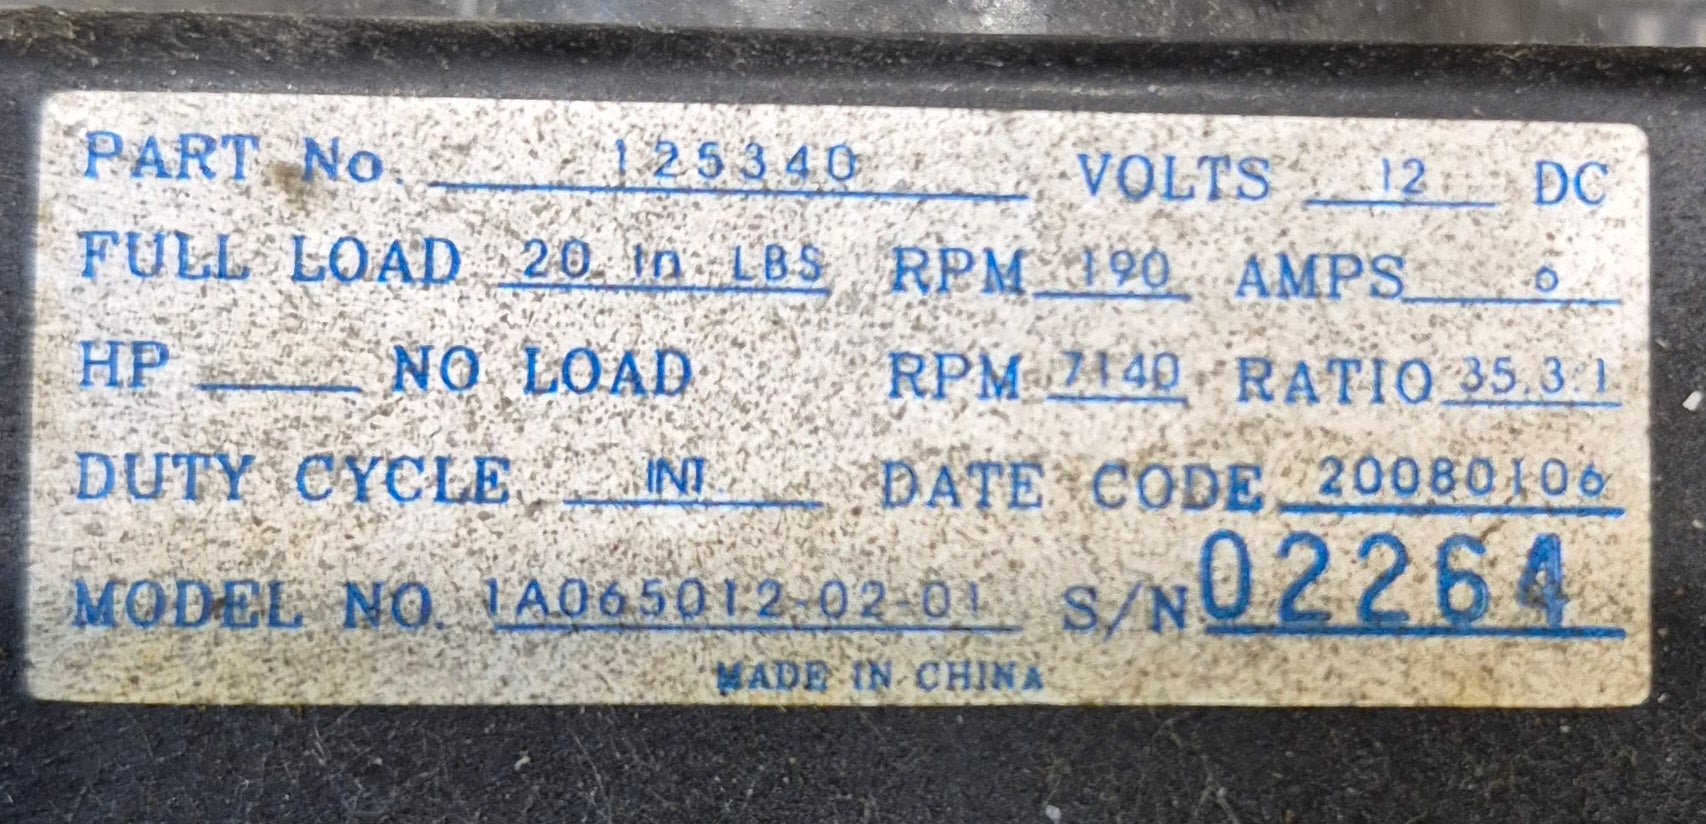 PART No. 125340 VOLTS 12 DC
FULL LOAD 20 in LBS RPM 190 AMPS 6
HP NO LOAD RPM 7140 RATIO 35.3:1
DUTY CYCLE INT. DATE CODE 20080106
MODEL NO. 1A065012-02-01 S/N 02264
MADE IN CHINA